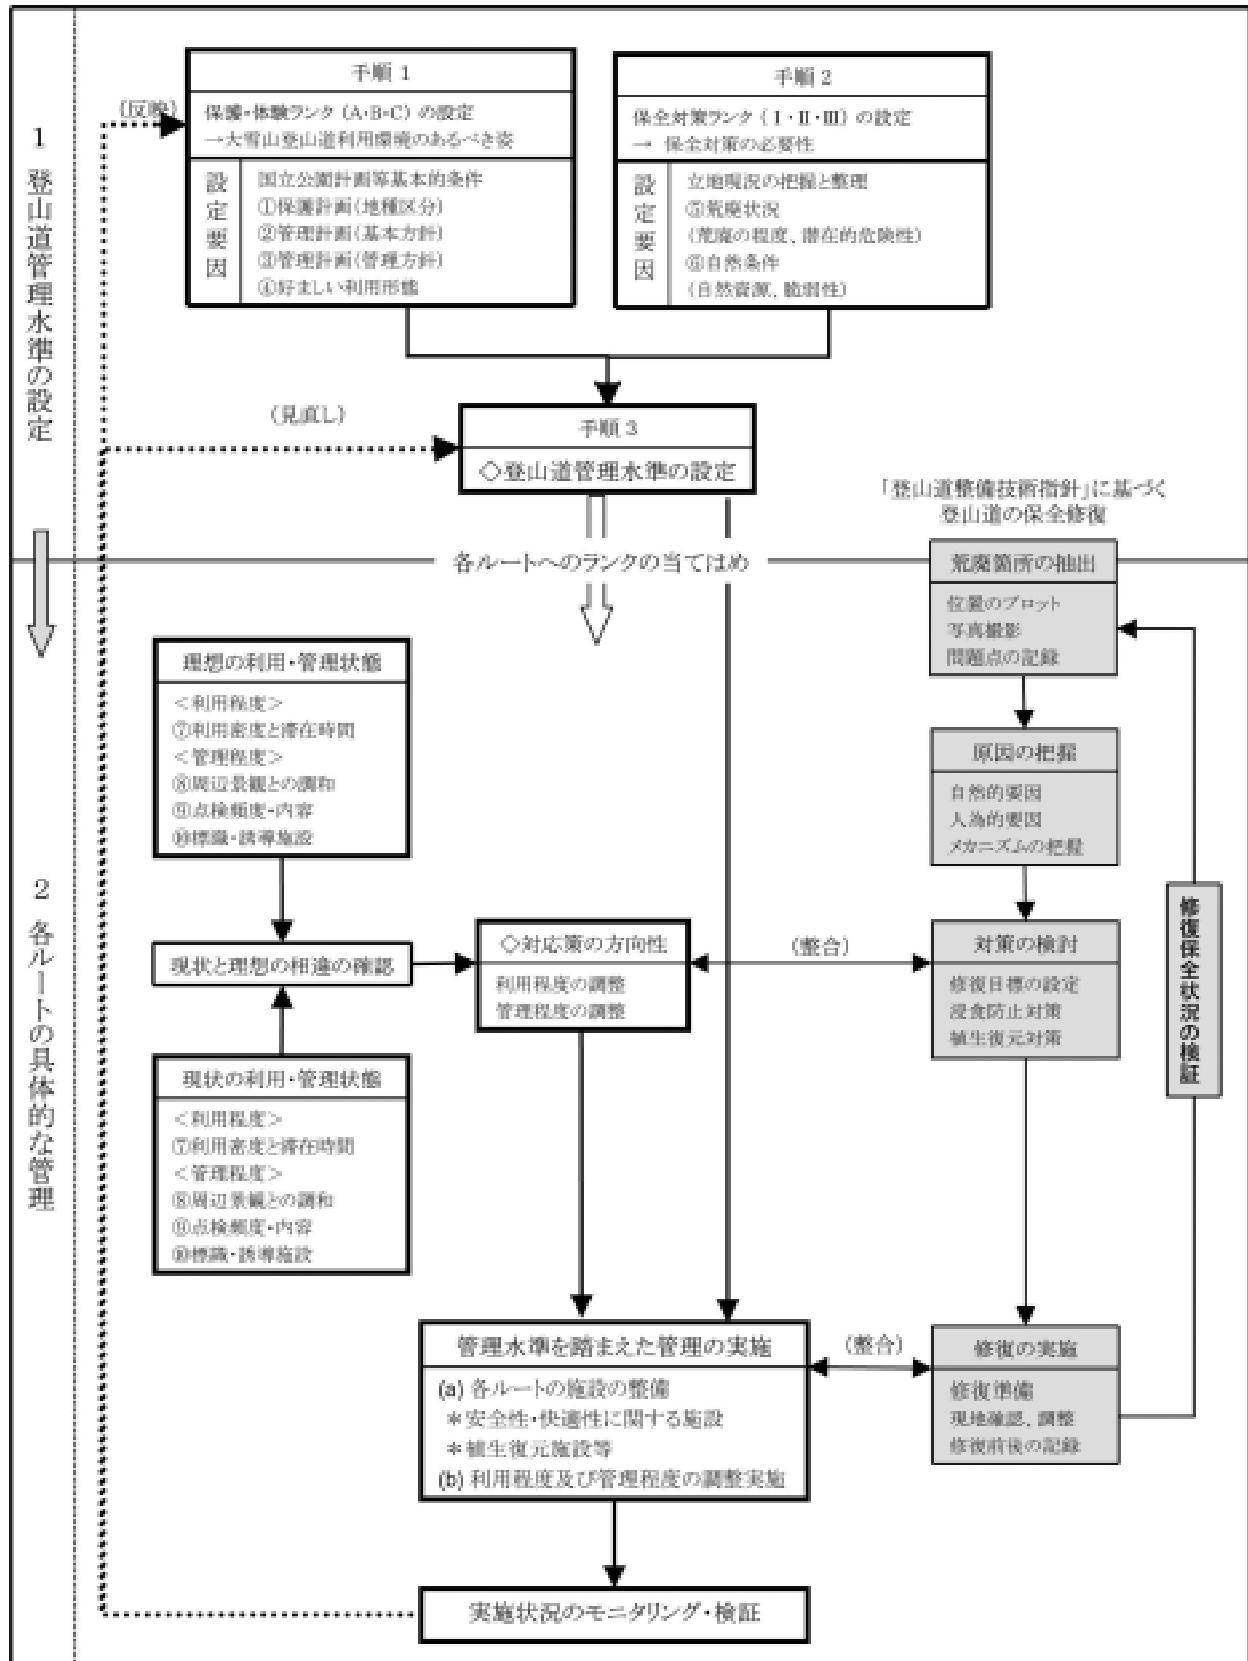 1 登山道管理水準の設定
手順 1
保護・体験ランク (A・B・C) の設定
→大雪山登山道利用環境のあるべき姿
設定要因
国立公園計画等基本的条件
①保護計画(地種区分)
②管理計画(基本方針)
③管理計画(管理方針)
④好ましい利用形態
手順 2
保全対策ランク (Ⅰ・Ⅱ・Ⅲ) の設定
→ 保全対策の必要性
設定要因
立地現況の把握と整理
⑤荒廃状況
(荒廃の程度、潜在的危険性)
⑥自然条件
(自然資源、脆弱性)
(反映)
(見直し)
手順 3
◇登山道管理水準の設定
各ルートへのランクの当てはめ
「登山道整備技術指針」に基づく
登山道の保全修復
荒廃箇所の抽出
位置のプロット
写真撮影
問題点の記録
2 各ルートの具体的な管理
理想の利用・管理状態
<利用程度>
⑦利用密度と滞在時間
<管理程度>
⑧周辺景観との調和
⑨点検頻度・内容
⑩標識・誘導施設
原因の把握
自然的要因
人為的要因
メカニズムの把握
現状と理想の相違の確認
◇対応策の方向性
利用程度の調整
管理程度の調整
(整合)
対策の検討
修復目標の設定
浸食防止対策
植生復元対策
修復保全状況の検証
現状の利用・管理状態
<利用程度>
⑦利用密度と滞在時間
<管理程度>
⑧周辺景観との調和
⑨点検頻度・内容
⑩標識・誘導施設
管理水準を踏まえた管理の実施
(a) 各ルートの施設の整備
＊安全性・快適性に関する施設
＊植生復元施設等
(b) 利用程度及び管理程度の調整実施
(整合)
修復の実施
修復準備
現地確認、調整
修復前後の記録
実施状況のモニタリング・検証